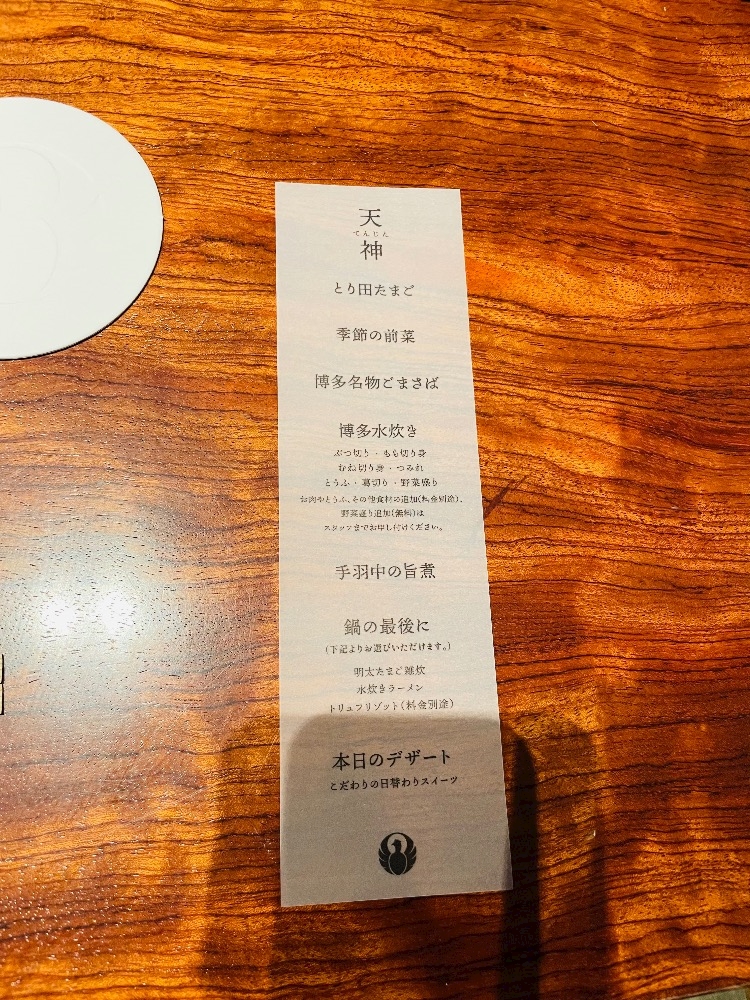 天
てんじん
神
とり田たまご
季節の前菜
博多名物ごまさば
博多水炊き
ぶつ切り・もも切り身
むね切り身・つみれ
とうふ・葛切り・野菜盛り
お肉やとうふ、その他食材の追加(料金別途)、
野菜盛り追加(無料)は
スタッフまでお申し付けください。
手羽中の旨煮
鍋の最後に
(下記よりお選びいただけます。)
明太たまご雑炊
水炊きラーメン
トリュフリゾット(料金別途)
本日のデザート
こだわりの日替わりスイーツ